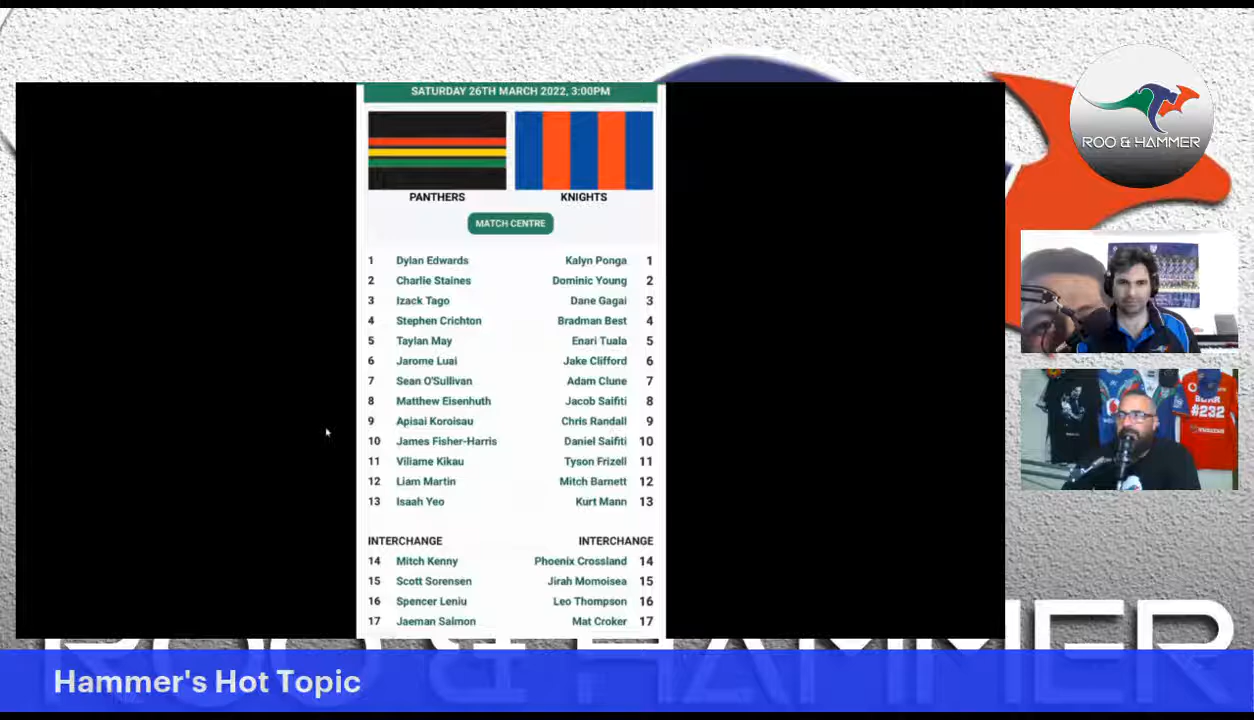 SATURDAY 26TH MARCH 2022, 3:00PM
PANTHERS KNIGHTS
MATCH CENTRE
1 Dylan Edwards Kalyn Ponga 1
2 Charlie Staines Dominic Young 2
3 Izack Tago Dane Gagai 3
4 Stephen Crichton Bradman Best 4
5 Taylan May Enari Tuala 5
6 Jarome Luai Jake Clifford 6
7 Sean O'Sullivan Adam Clune 7
8 Matthew Eisenhuth Jacob Saifiti 8
9 Apisai Koroisau Chris Randall 9
10 James Fisher-Harris Daniel Saifiti 10
11 Viliame Kikau Tyson Frizell 11
12 Liam Martin Mitch Barnett 12
13 Isaah Yeo Kurt Mann 13
INTERCHANGE INTERCHANGE
14 Mitch Kenny Phoenix Crossland 14
15 Scott Sorensen Jirah Momoisea 15
16 Spencer Leniu Leo Thompson 16
17 Jaeman Salmon Mat Croker 17
ROO & HAMMER
#232
ROO & HAMMER
Hammer's Hot Topic